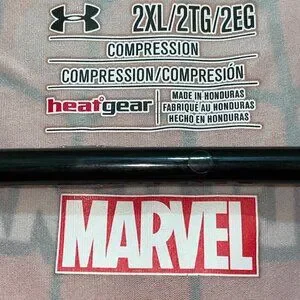 2XL/2TG/2EG
COMPRESSION
COMPRESSION/COMPRESIÓN
heatgear
MADE IN HONDURAS
FABRIQUÉ AU HONDURAS
HECHO EN HONDURAS
MARVEL